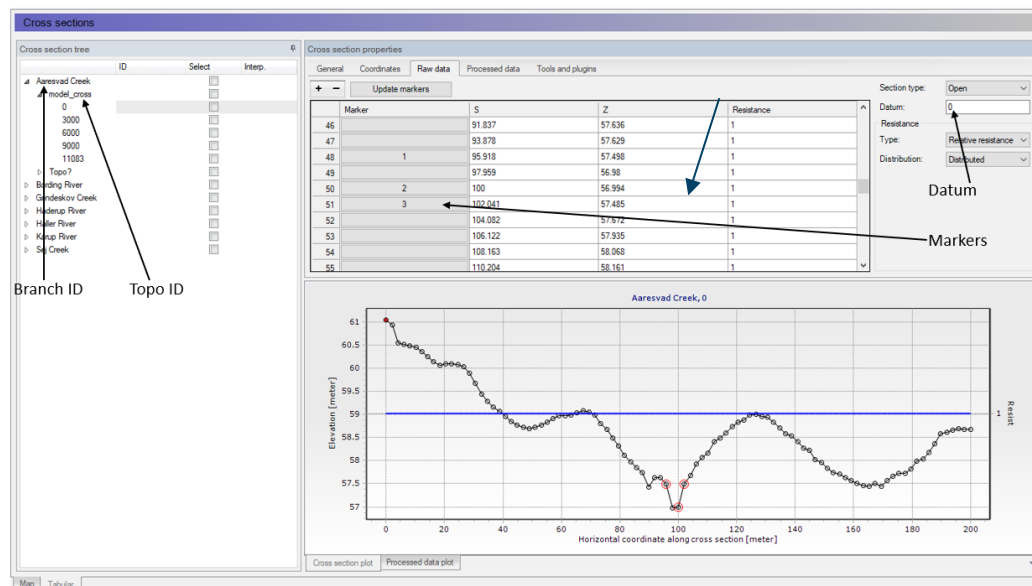 Cross sections
Cross section tree
ID Select Interp.
Aaresvad Creek
model_cross
0
3000
6000
9000
11083
Topo?
Bording River
Gundeskov Creek
Haderup River
Haller River
Karup River
Sej Creek
Branch ID Topo ID
Cross section properties
General Coordinates Raw data Processed data Tools and plugins
+ - Update markers
Marker S Z Resistance
46 91.837 57.636 1
47 93.878 57.629 1
48 1 95.918 57.498 1
49 97.959 56.98 1
50 2 100 56.994 1
51 3 102.041 57.485 1
52 104.082 57.672 1
53 106.122 57.935 1
54 108.163 58.068 1
55 110.204 58.161 1
Section type: Open
Datum: 0
Resistance
Type: Relative resistance
Distribution: Distributed
Datum
Markers
Aaresvad Creek, 0
Elevation [meter]
61
60.5
60
59.5
59
58.5
58
57.5
57
1
Resist
0 20 40 60 80 100 120 140 160 180 200
Horizontal coordinate along cross section [meter]
Cross section plot Processed data plot
Map Tabular